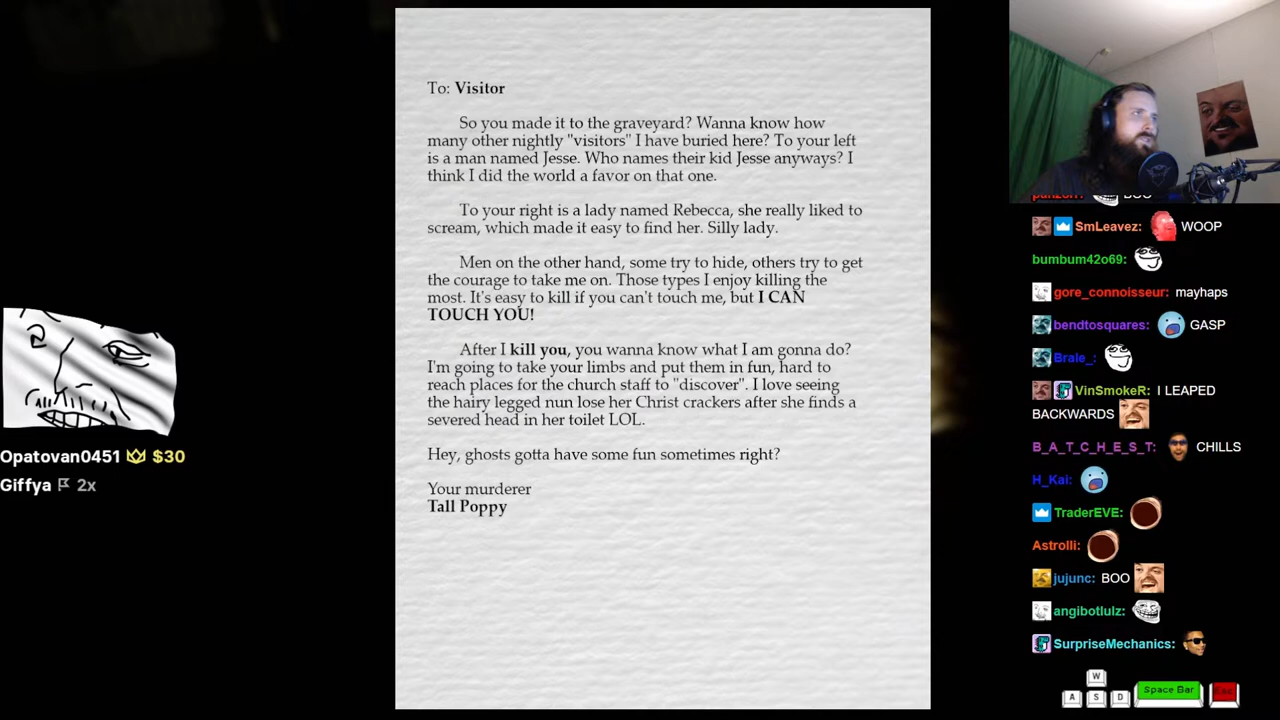 To: Visitor
So you made it to the graveyard? Wanna know how
many other nightly "visitors" I have buried here? To your left
is a man named Jesse. Who names their kid Jesse anyways? I
think I did the world a favor on that one.
To your right is a lady named Rebecca, she really liked to
scream, which made it easy to find her. Silly lady.
Men on the other hand, some try to hide, others try to get
the courage to take me on. Those types I enjoy killing the
most. It's easy to kill if you can't touch me, but I CAN
TOUCH YOU!
After I kill you, you wanna know what I am gonna do?
I'm going to take your limbs and put them in fun, hard to
reach places for the church staff to "discover". I love seeing
the hairy legged nun lose her Christ crackers after she finds a
severed head in her toilet LOL.
Hey, ghosts gotta have some fun sometimes right?
Your murderer
Tall Poppy
Opatovan0451 $30
Giffya 2x
BOO
SmLeavez: WOOP
bumbum42o69:
gore_connoisseur: mayhaps
bendtosquares: GASP
Brale_:
VinSmokeR: I LEAPED
BACKWARDS
B_A_T_C_H_E_S_T: CHILLS
H_Kai:
TraderEVE:
Astrolli:
jujunc: BOO
angibotlulz:
SurpriseMechanics:
W
A S D Space Bar Esc